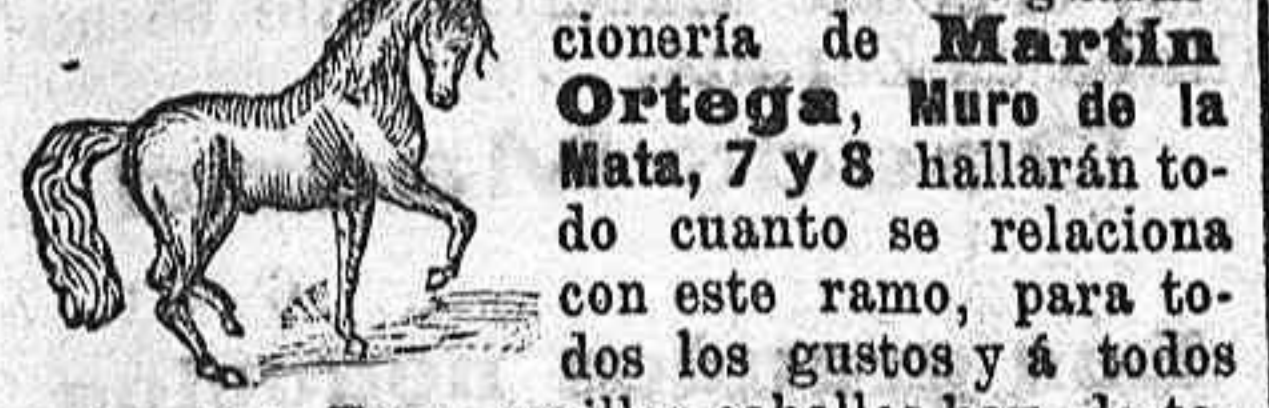 cionería de Martín
Ortega, Muro de la
Mata, 7 y 8 hallarán to-
do cuanto se relaciona
con este ramo, para to-
dos los gustos y á todos